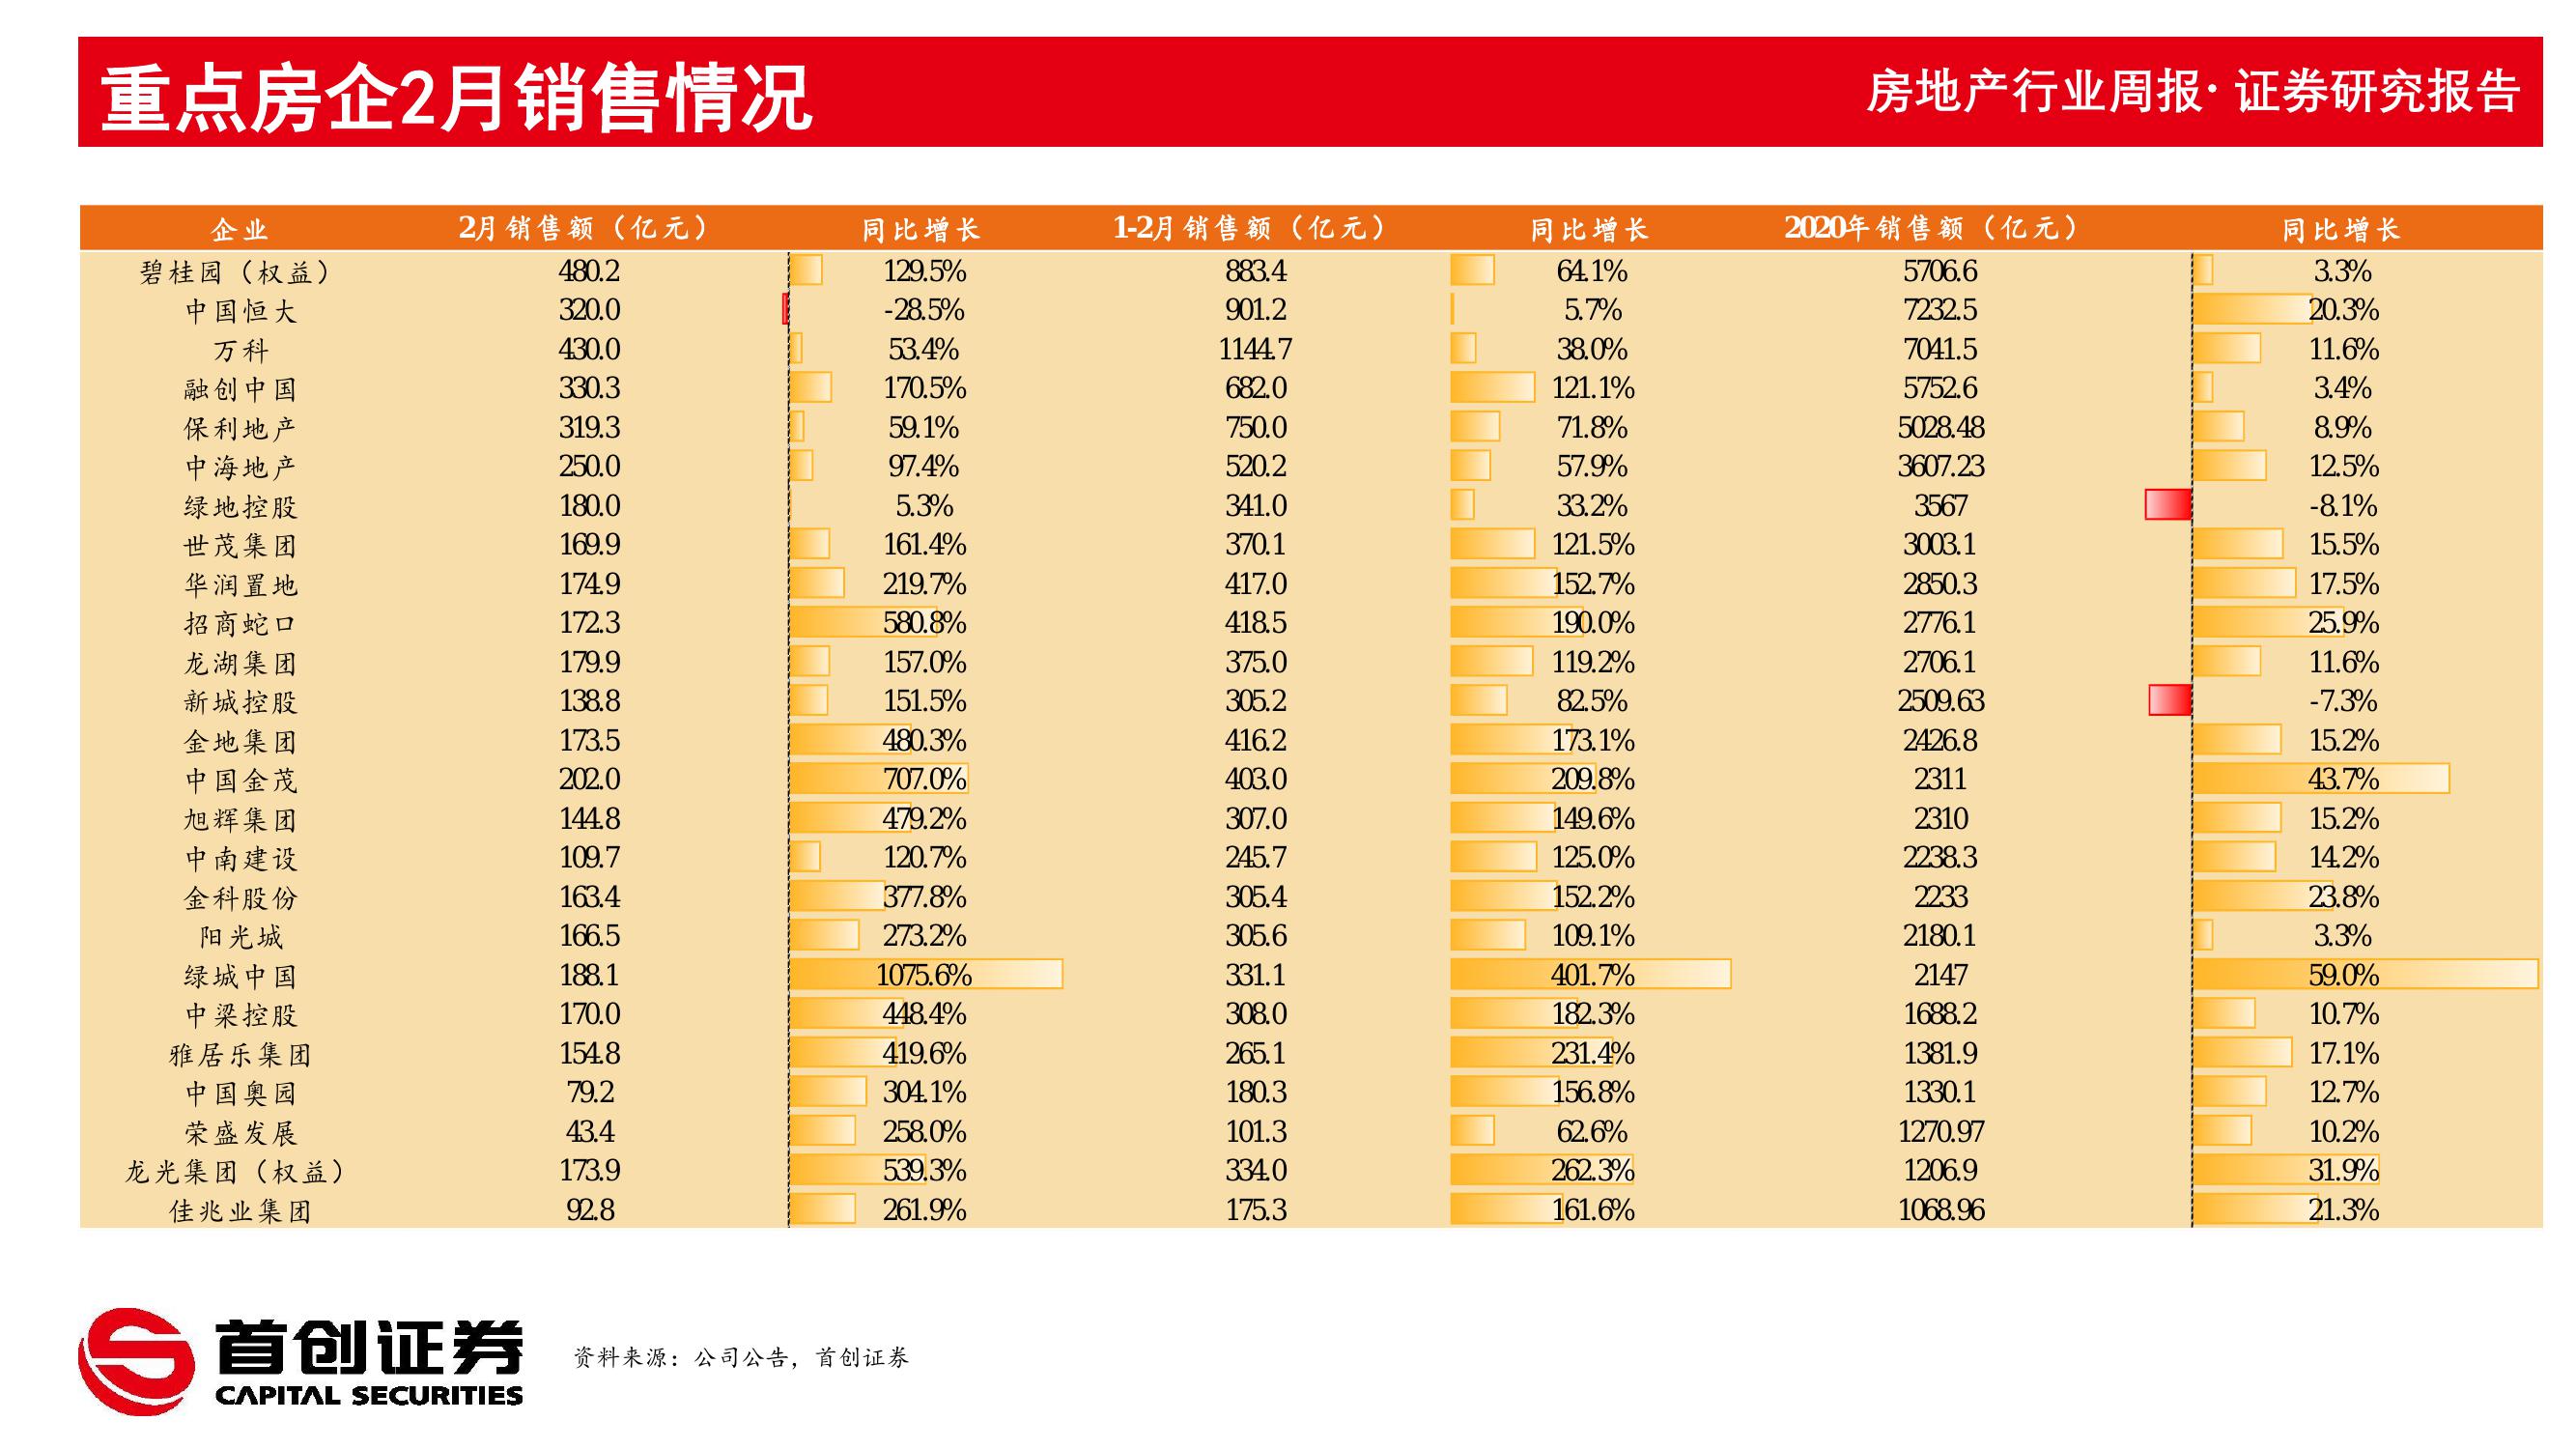 重点房企2月销售情况
房地产行业周报· 证券研究报告
企业 2月销售额（亿元） 同比增长 1-2月销售额（亿元） 同比增长 2020年销售额（亿元） 同比增长
碧桂园（权益） 480.2 129.5% 883.4 64.1% 5706.6 3.3%
中国恒大 320.0 -28.5% 901.2 5.7% 7232.5 20.3%
万科 430.0 53.4% 1144.7 38.0% 7041.5 11.6%
融创中国 330.3 170.5% 682.0 121.1% 5752.6 3.4%
保利地产 319.3 59.1% 750.0 71.8% 5028.48 8.9%
中海地产 250.0 97.4% 520.2 57.9% 3607.23 12.5%
绿地控股 180.0 5.3% 341.0 33.2% 3567 -8.1%
世茂集团 169.9 161.4% 370.1 121.5% 3003.1 15.5%
华润置地 174.9 219.7% 417.0 152.7% 2850.3 17.5%
招商蛇口 172.3 580.8% 418.5 190.0% 2776.1 25.9%
龙湖集团 179.9 157.0% 375.0 119.2% 2706.1 11.6%
新城控股 138.8 151.5% 305.2 82.5% 2509.63 -7.3%
金地集团 173.5 480.3% 416.2 173.1% 2426.8 15.2%
中国金茂 202.0 707.0% 403.0 209.8% 2311 43.7%
旭辉集团 144.8 479.2% 307.0 149.6% 2310 15.2%
中南建设 109.7 120.7% 245.7 125.0% 2238.3 14.2%
金科股份 163.4 377.8% 305.4 152.2% 2233 23.8%
阳光城 166.5 273.2% 305.6 109.1% 2180.1 3.3%
绿城中国 188.1 1075.6% 331.1 401.7% 2147 59.0%
中梁控股 170.0 448.4% 308.0 182.3% 1688.2 10.7%
雅居乐集团 154.8 419.6% 265.1 231.4% 1381.9 17.1%
中国奥园 79.2 304.1% 180.3 156.8% 1330.1 12.7%
荣盛发展 43.4 258.0% 101.3 62.6% 1270.97 10.2%
龙光集团（权益） 173.9 539.3% 334.0 262.3% 1206.9 31.9%
佳兆业集团 92.8 261.9% 175.3 161.6% 1068.96 21.3%
首创证券
CAPITAL SECURITIES
资料来源：公司公告，首创证券